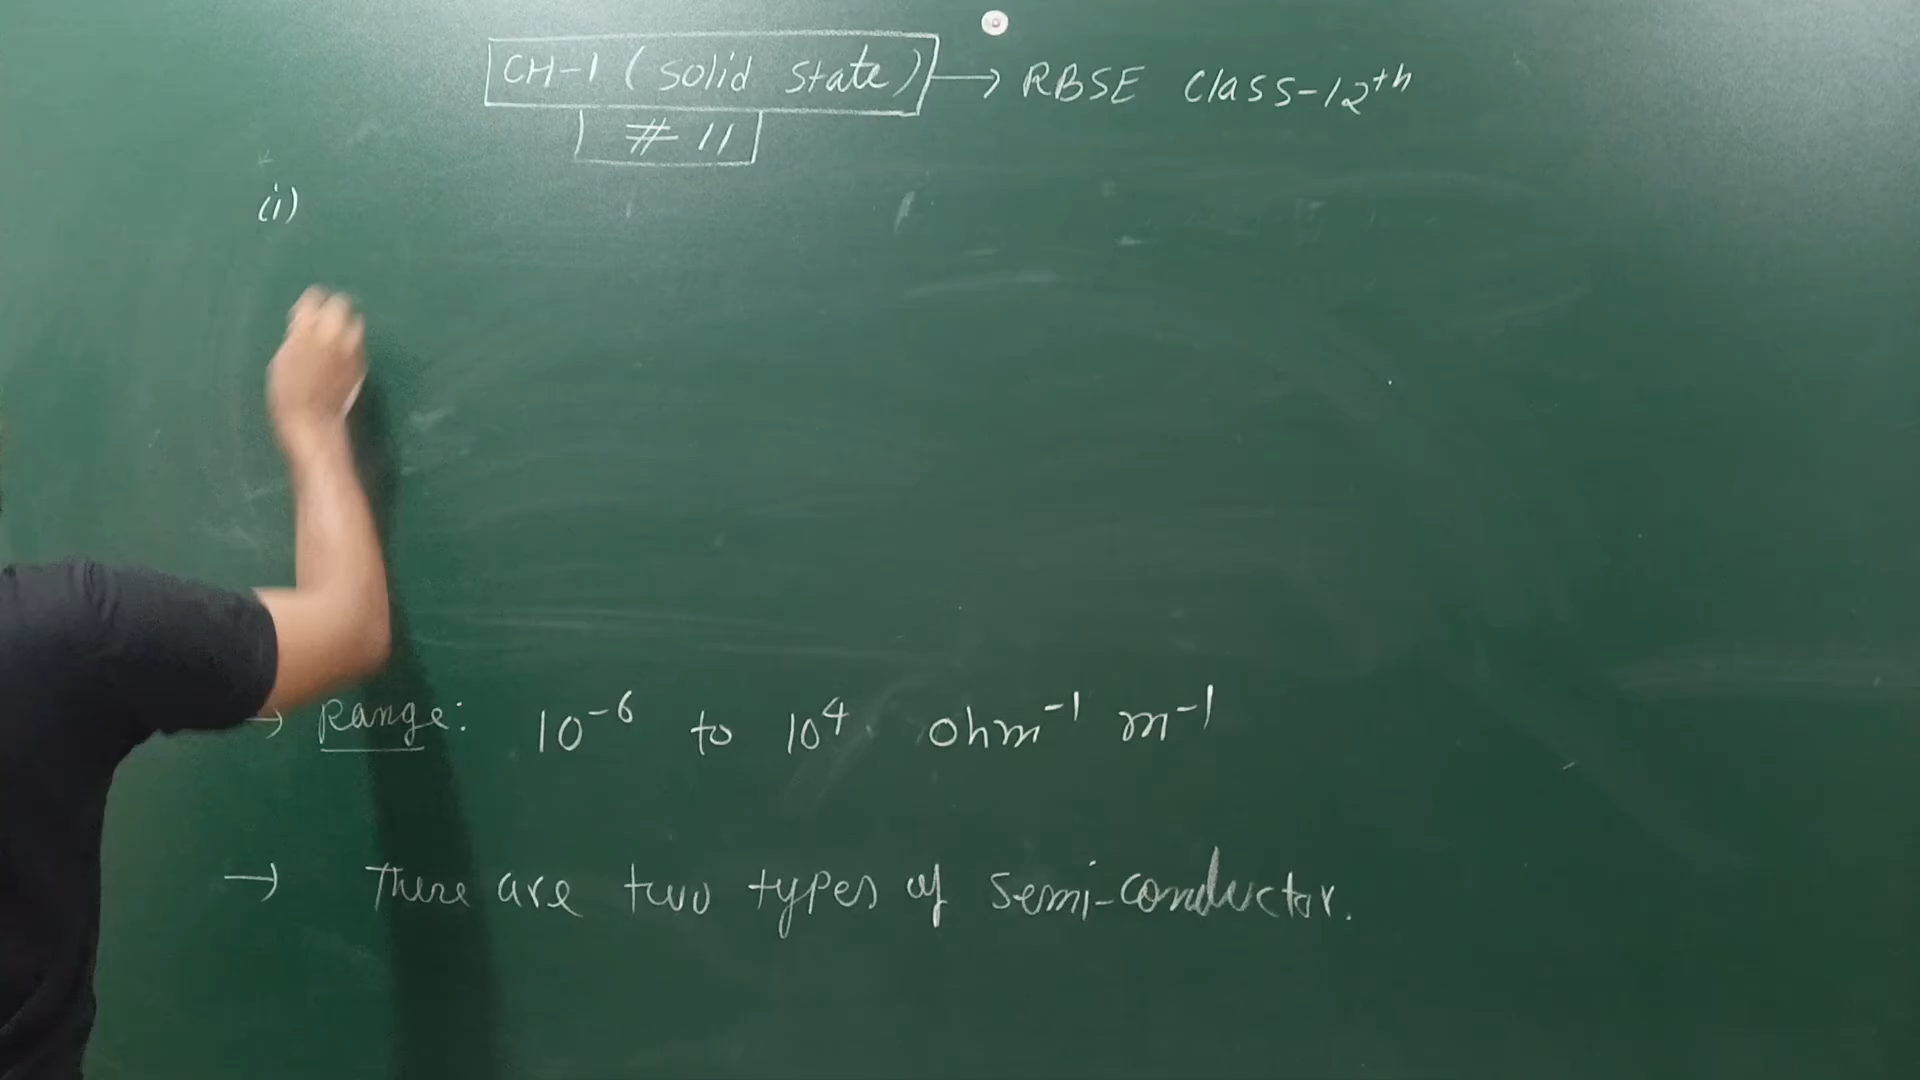 CH-1 (Solid State) → RBSE Class-12th
# 11
(i)
→ Range: 10⁻⁶ to 10⁴ ohm⁻¹ m⁻¹
→ There are two types of Semi-conductor.